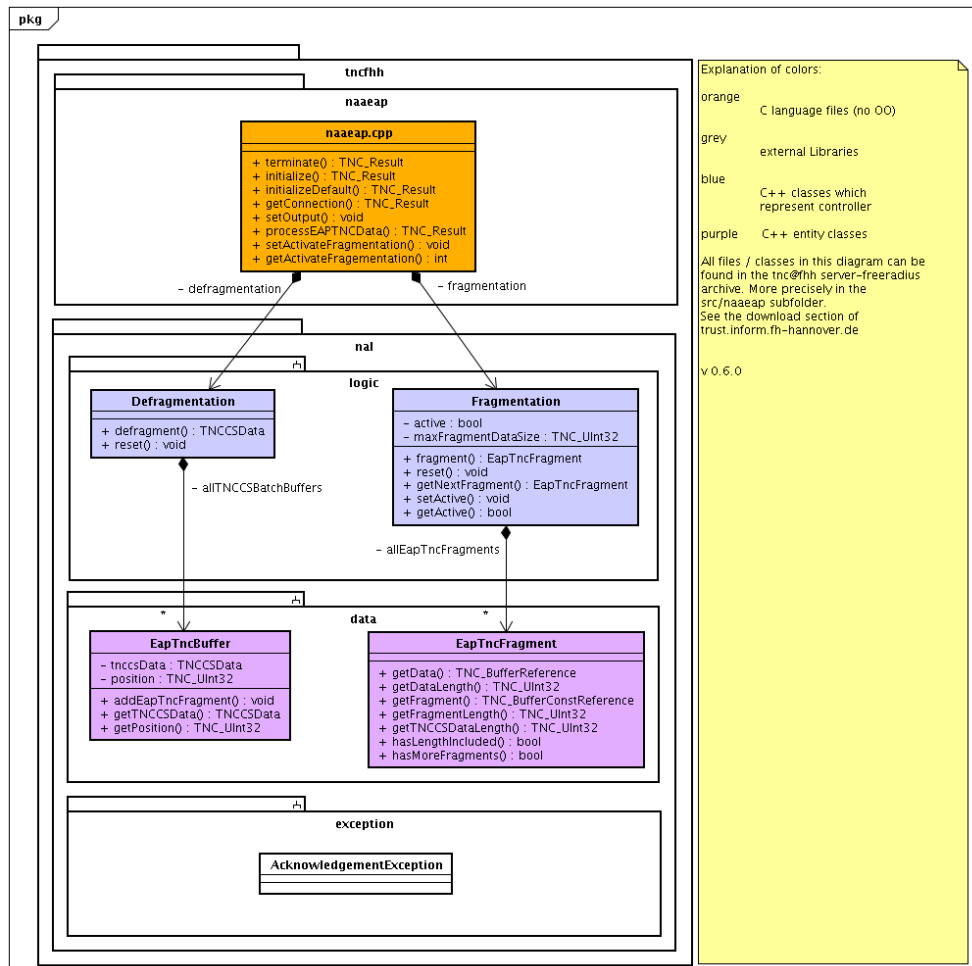 pkg
tncfhh
naaeap
naaeap.cpp
+ terminate() : TNC_Result
+ initialize() : TNC_Result
+ initializeDefault() : TNC_Result
+ getConnection() : TNC_Result
+ setOutput() : void
+ processEAPTNCData() : TNC_Result
+ setActivateFragmentation() : void
+ getActivateFragementation() : int
- defragmentation
- fragmentation
nal
logic
Defragmentation
+ defragment() : TNCCSData
+ reset() : void
- allTNCCSBatchBuffers
Fragmentation
- active : bool
- maxFragmentDataSize : TNC_UInt32
+ fragment() : EapTncFragment
+ reset() : void
+ getNextFragment() : EapTncFragment
+ setActive() : void
+ getActive() : bool
- allEapTncFragments
*
*
data
EapTncBuffer
- tnccsData : TNCCSData
- position : TNC_UInt32
+ addEapTncFragment() : void
+ getTNCCSData() : TNCCSData
+ getPosition() : TNC_UInt32
EapTncFragment
+ getData() : TNC_BufferReference
+ getDataLength() : TNC_UInt32
+ getFragment() : TNC_BufferConstReference
+ getFragmentLength() : TNC_UInt32
+ getTNCCSDataLength() : TNC_UInt32
+ hasLengthIncluded() : bool
+ hasMoreFragments() : bool
exception
AcknowledgementException
Explanation of colors:
orange
C language files (no OO)
grey
external Libraries
blue
C++ classes which
represent controller
purple C++ entity classes
All files / classes in this diagram can be
found in the tnc@fhh server-freeradius
archive. More precisely in the
src/naaeap subfolder.
See the download section of
trust.inform.fh-hannover.de
v 0.6.0